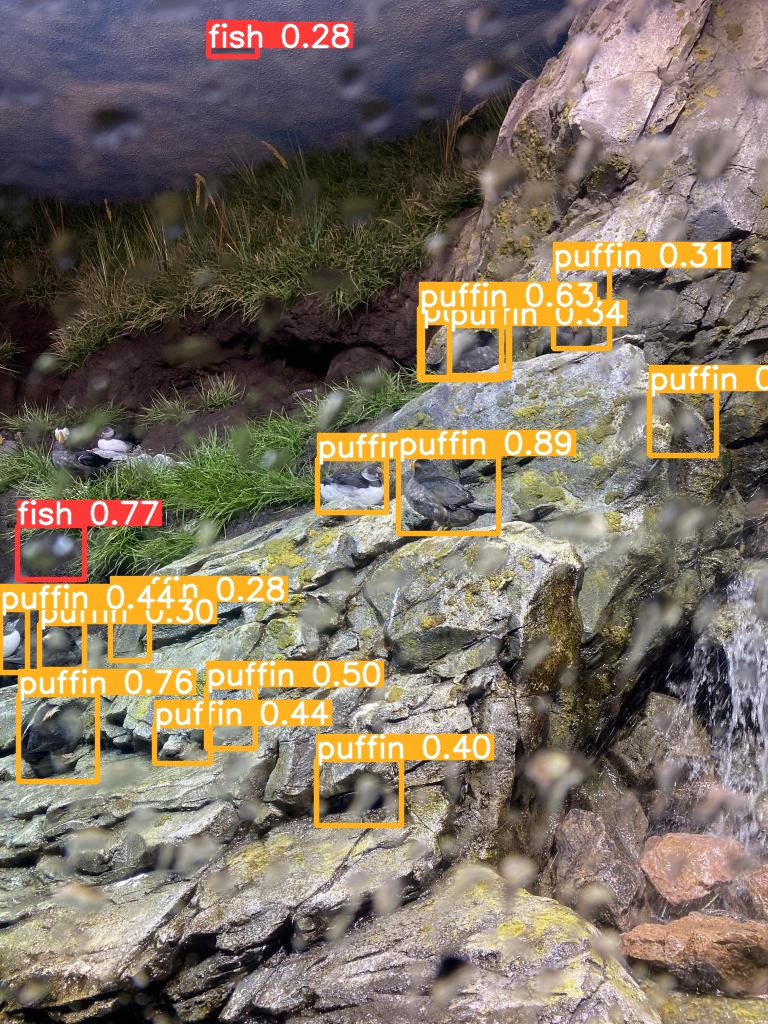 fish 0.28
puffin 0.31
puffin 0.63
puffin 0.34
puffin 0
puffin
puffin 0.89
fish 0.77
puffin 0.44
ffin 0.28
puffin 0.30
puffin 0.76
puffin 0.50
puffin 0.44
puffin 0.40